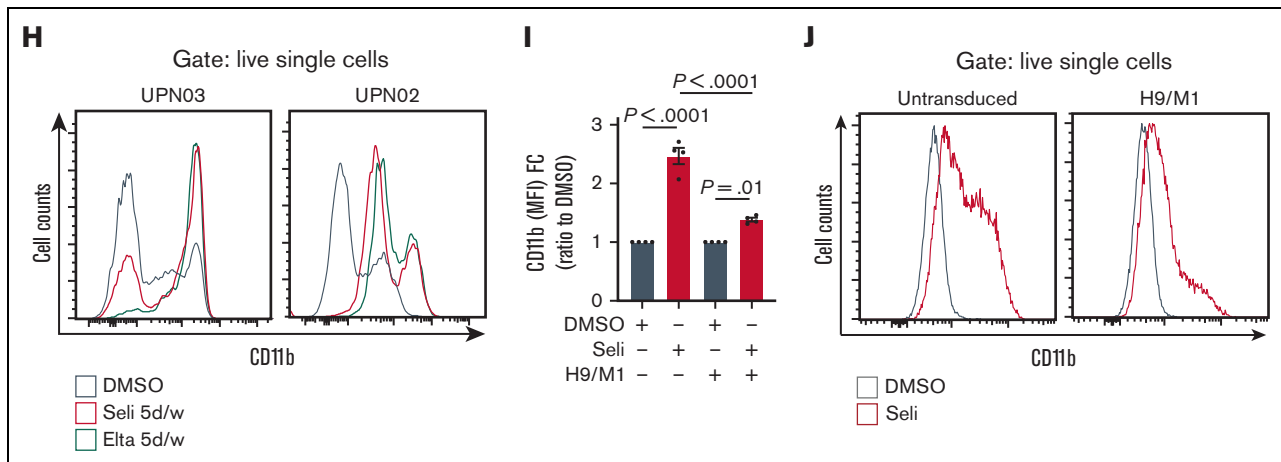 H
Gate: live single cells
UPN03
UPN02
Cell counts
CD11b
DMSO
Seli 5d/w
Elta 5d/w
I
P < .0001
P < .0001
P = .01
CD11b (MFI) FC
(ratio to DMSO)
3
2
1
0
DMSO + – + –
Seli – + – +
H9/M1 – – + +
J
Gate: live single cells
Untransduced
H9/M1
Cell counts
CD11b
DMSO
Seli